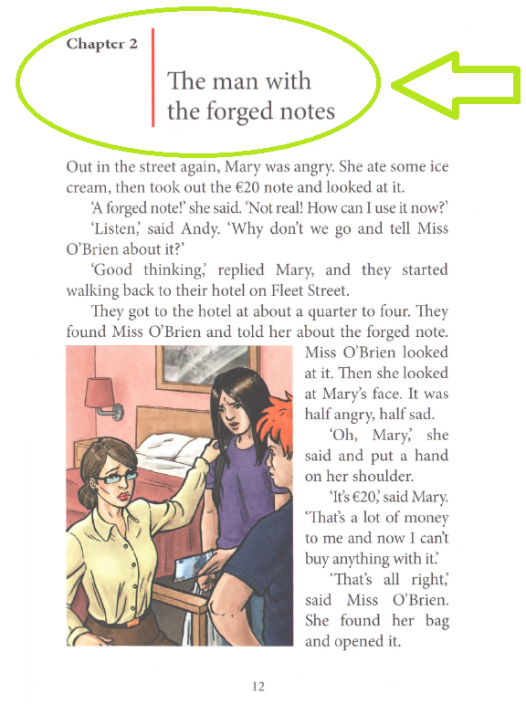 Chapter 2
The man with
the forged notes
Out in the street again, Mary was angry. She ate some ice
cream, then took out the €20 note and looked at it.
‘A forged note!’ she said. ‘Not real! How can I use it now?’
‘Listen,’ said Andy. ‘Why don’t we go and tell Miss
O’Brien about it?’
‘Good thinking,’ replied Mary, and they started
walking back to their hotel on Fleet Street.
They got to the hotel at about a quarter to four. They
found Miss O’Brien and told her about the forged note.
Miss O’Brien looked
at it. Then she looked
at Mary’s face. It was
half angry, half sad.
‘Oh, Mary,’ she
said and put a hand
on her shoulder.
‘It’s €20,’ said Mary.
‘That’s a lot of money
to me and now I can’t
buy anything with it.’
‘That’s all right,’
said Miss O’Brien.
She found her bag
and opened it.
12